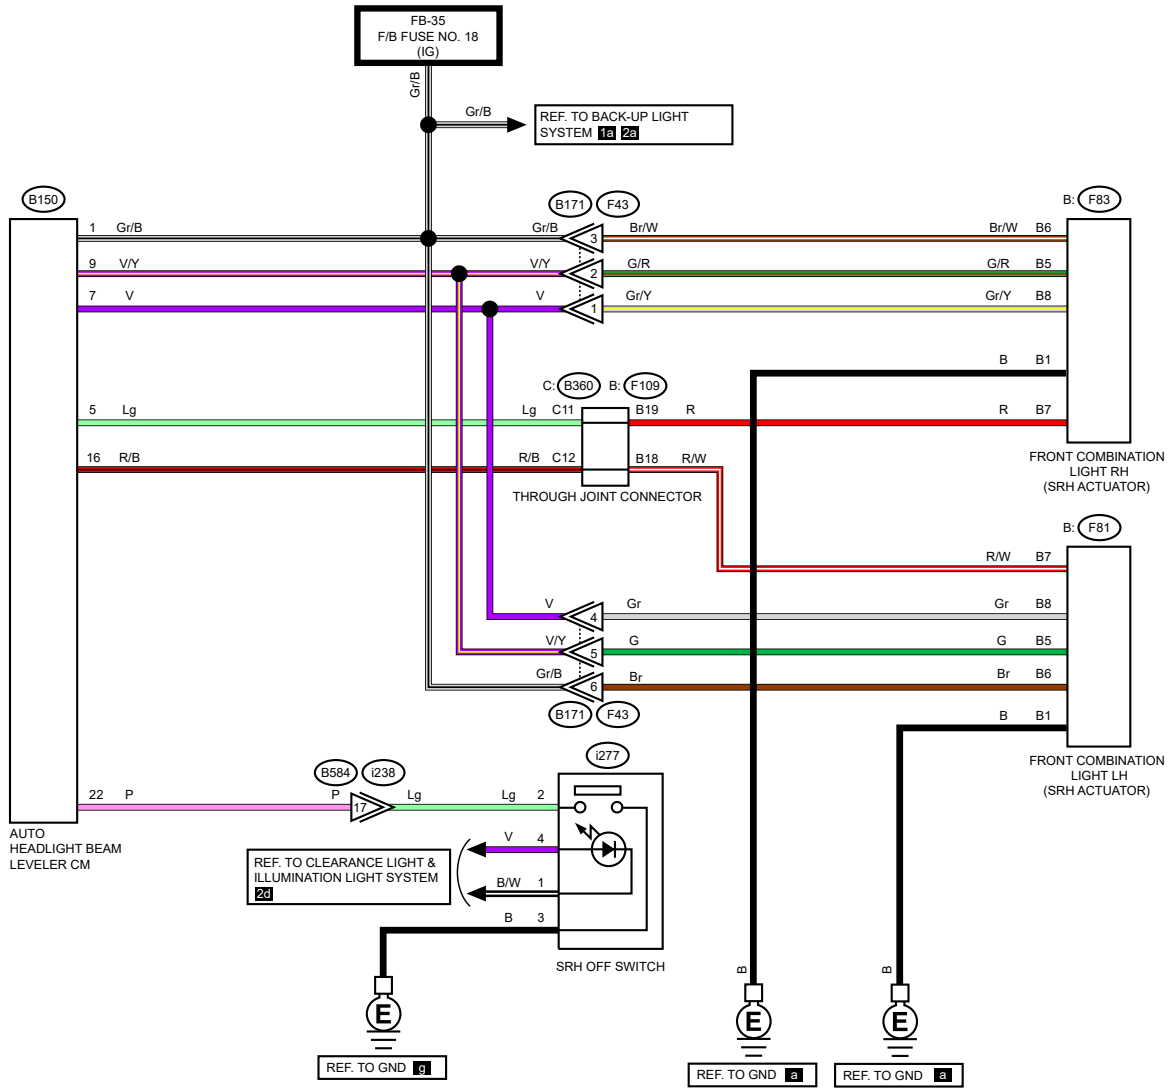 FB-35
F/B FUSE NO. 18
(IG)
Gr/B
Gr/B
REF. TO BACK-UP LIGHT
SYSTEM 1a 2a
B150
B171 F43
B: F83
1 Gr/B Gr/B 3 Br/W Br/W B6
9 V/Y V/Y 2 G/R G/R B5
7 V V 1 Gr/Y Gr/Y B8
B B1
C: B360 B: F109
5 Lg Lg C11 B19 R R B7
16 R/B R/B C12 B18 R/W
THROUGH JOINT CONNECTOR
FRONT COMBINATION
LIGHT RH
(SRH ACTUATOR)
B: F81
R/W B7
V 4 Gr Gr B8
V/Y 5 G G B5
Gr/B 6 Br Br B6
B171 F43
B B1
FRONT COMBINATION
LIGHT LH
(SRH ACTUATOR)
i277
B584 i238
22 P P 17 Lg Lg 2
AUTO
HEADLIGHT BEAM
LEVELER CM
V 4
REF. TO CLEARANCE LIGHT &
ILLUMINATION LIGHT SYSTEM
2d
B/W 1
B 3
SRH OFF SWITCH
B
B
E
E
E
REF. TO GND g
REF. TO GND a
REF. TO GND a